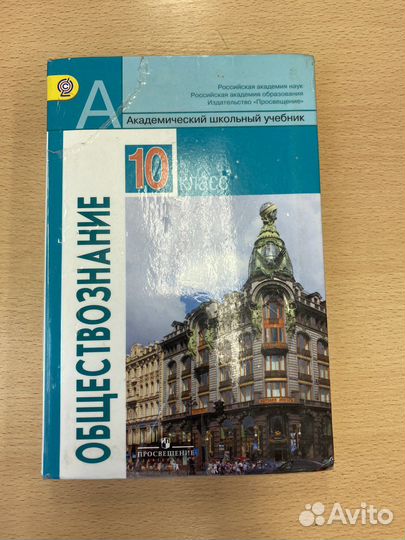 Российская академия наук
Российская академия образования
Издательство «Просвещение»
А
Академический школьный учебник
10
класс
ОБЩЕСТВОЗНАНИЕ
ПРОСВЕЩЕНИЕ
Avito